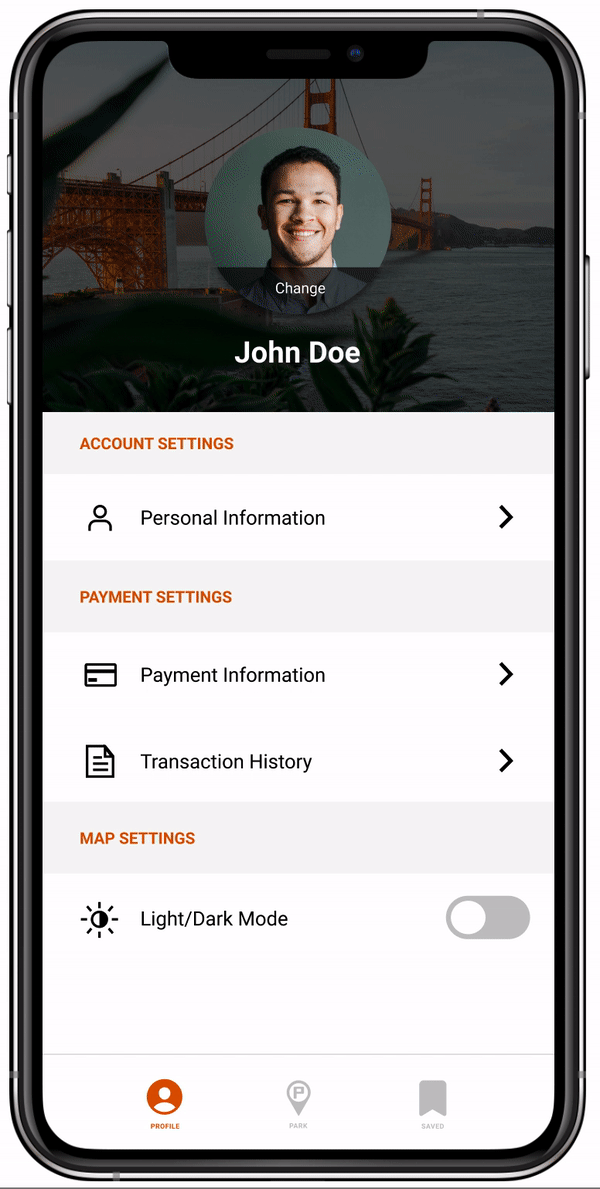 Change
John Doe
ACCOUNT SETTINGS
Personal Information
PAYMENT SETTINGS
Payment Information
Transaction History
MAP SETTINGS
Light/Dark Mode
P
PROFILE
PARK
SAVED